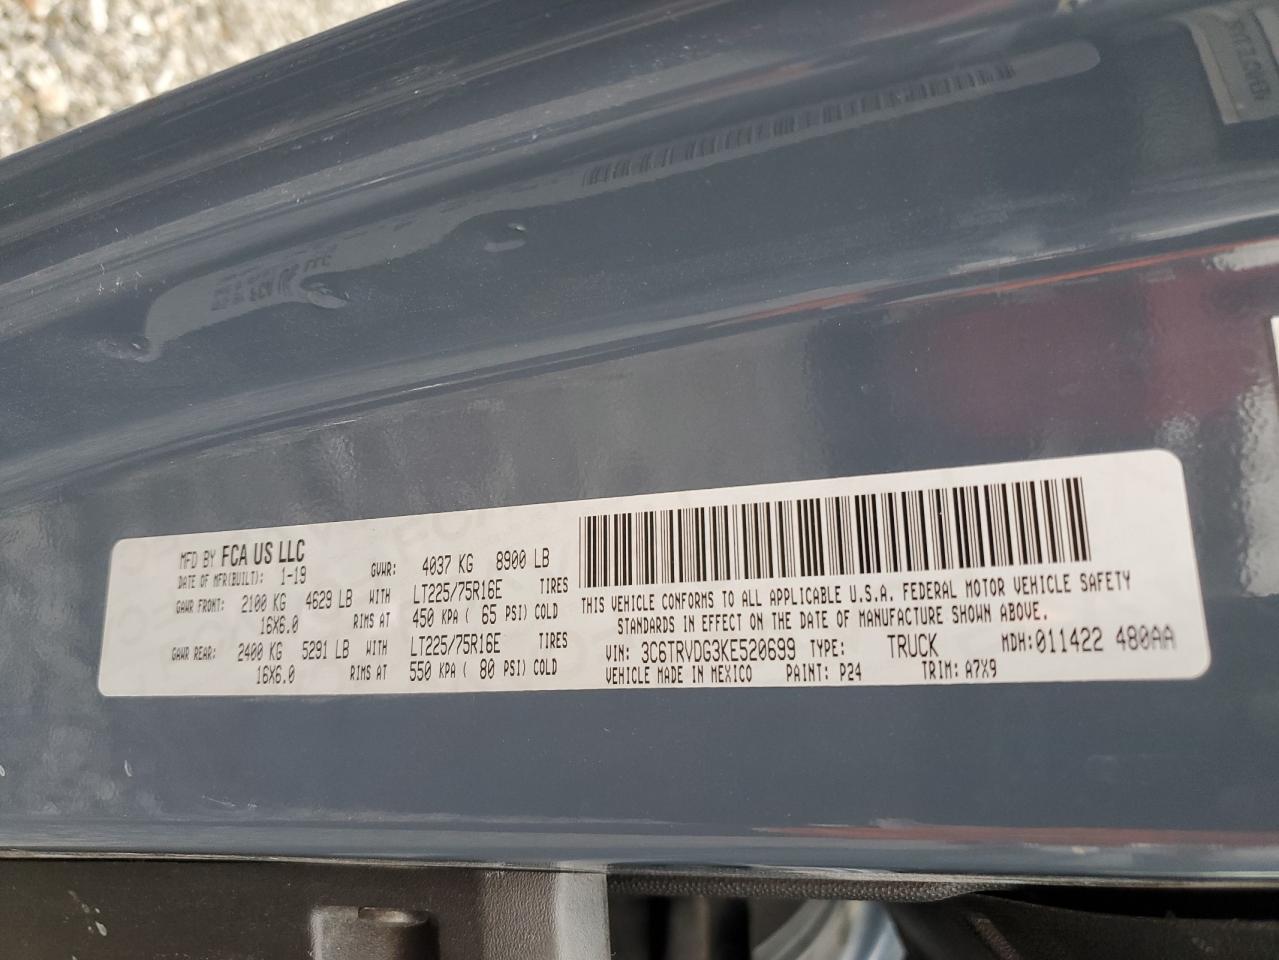 MFD BY FCA US LLC
DATE OF MFR(BUILT): 1-19 GVWR: 4037 KG 8900 LB
GAWR FRONT: 2100 KG 4629 LB WITH LT225/75R16E TIRES
16X6.0 RIMS AT 450 KPA ( 65 PSI) COLD
GAWR REAR: 2400 KG 5291 LB WITH LT225/75R16E TIRES
16X6.0 RIMS AT 550 KPA ( 80 PSI) COLD
THIS VEHICLE CONFORMS TO ALL APPLICABLE U.S.A. FEDERAL MOTOR VEHICLE SAFETY
STANDARDS IN EFFECT ON THE DATE OF MANUFACTURE SHOWN ABOVE.
VIN: 3C6TRVDG3KE520699 TYPE: TRUCK MDH:011422 480AA
VEHICLE MADE IN MEXICO PAINT: P24 TRIM: A7X9